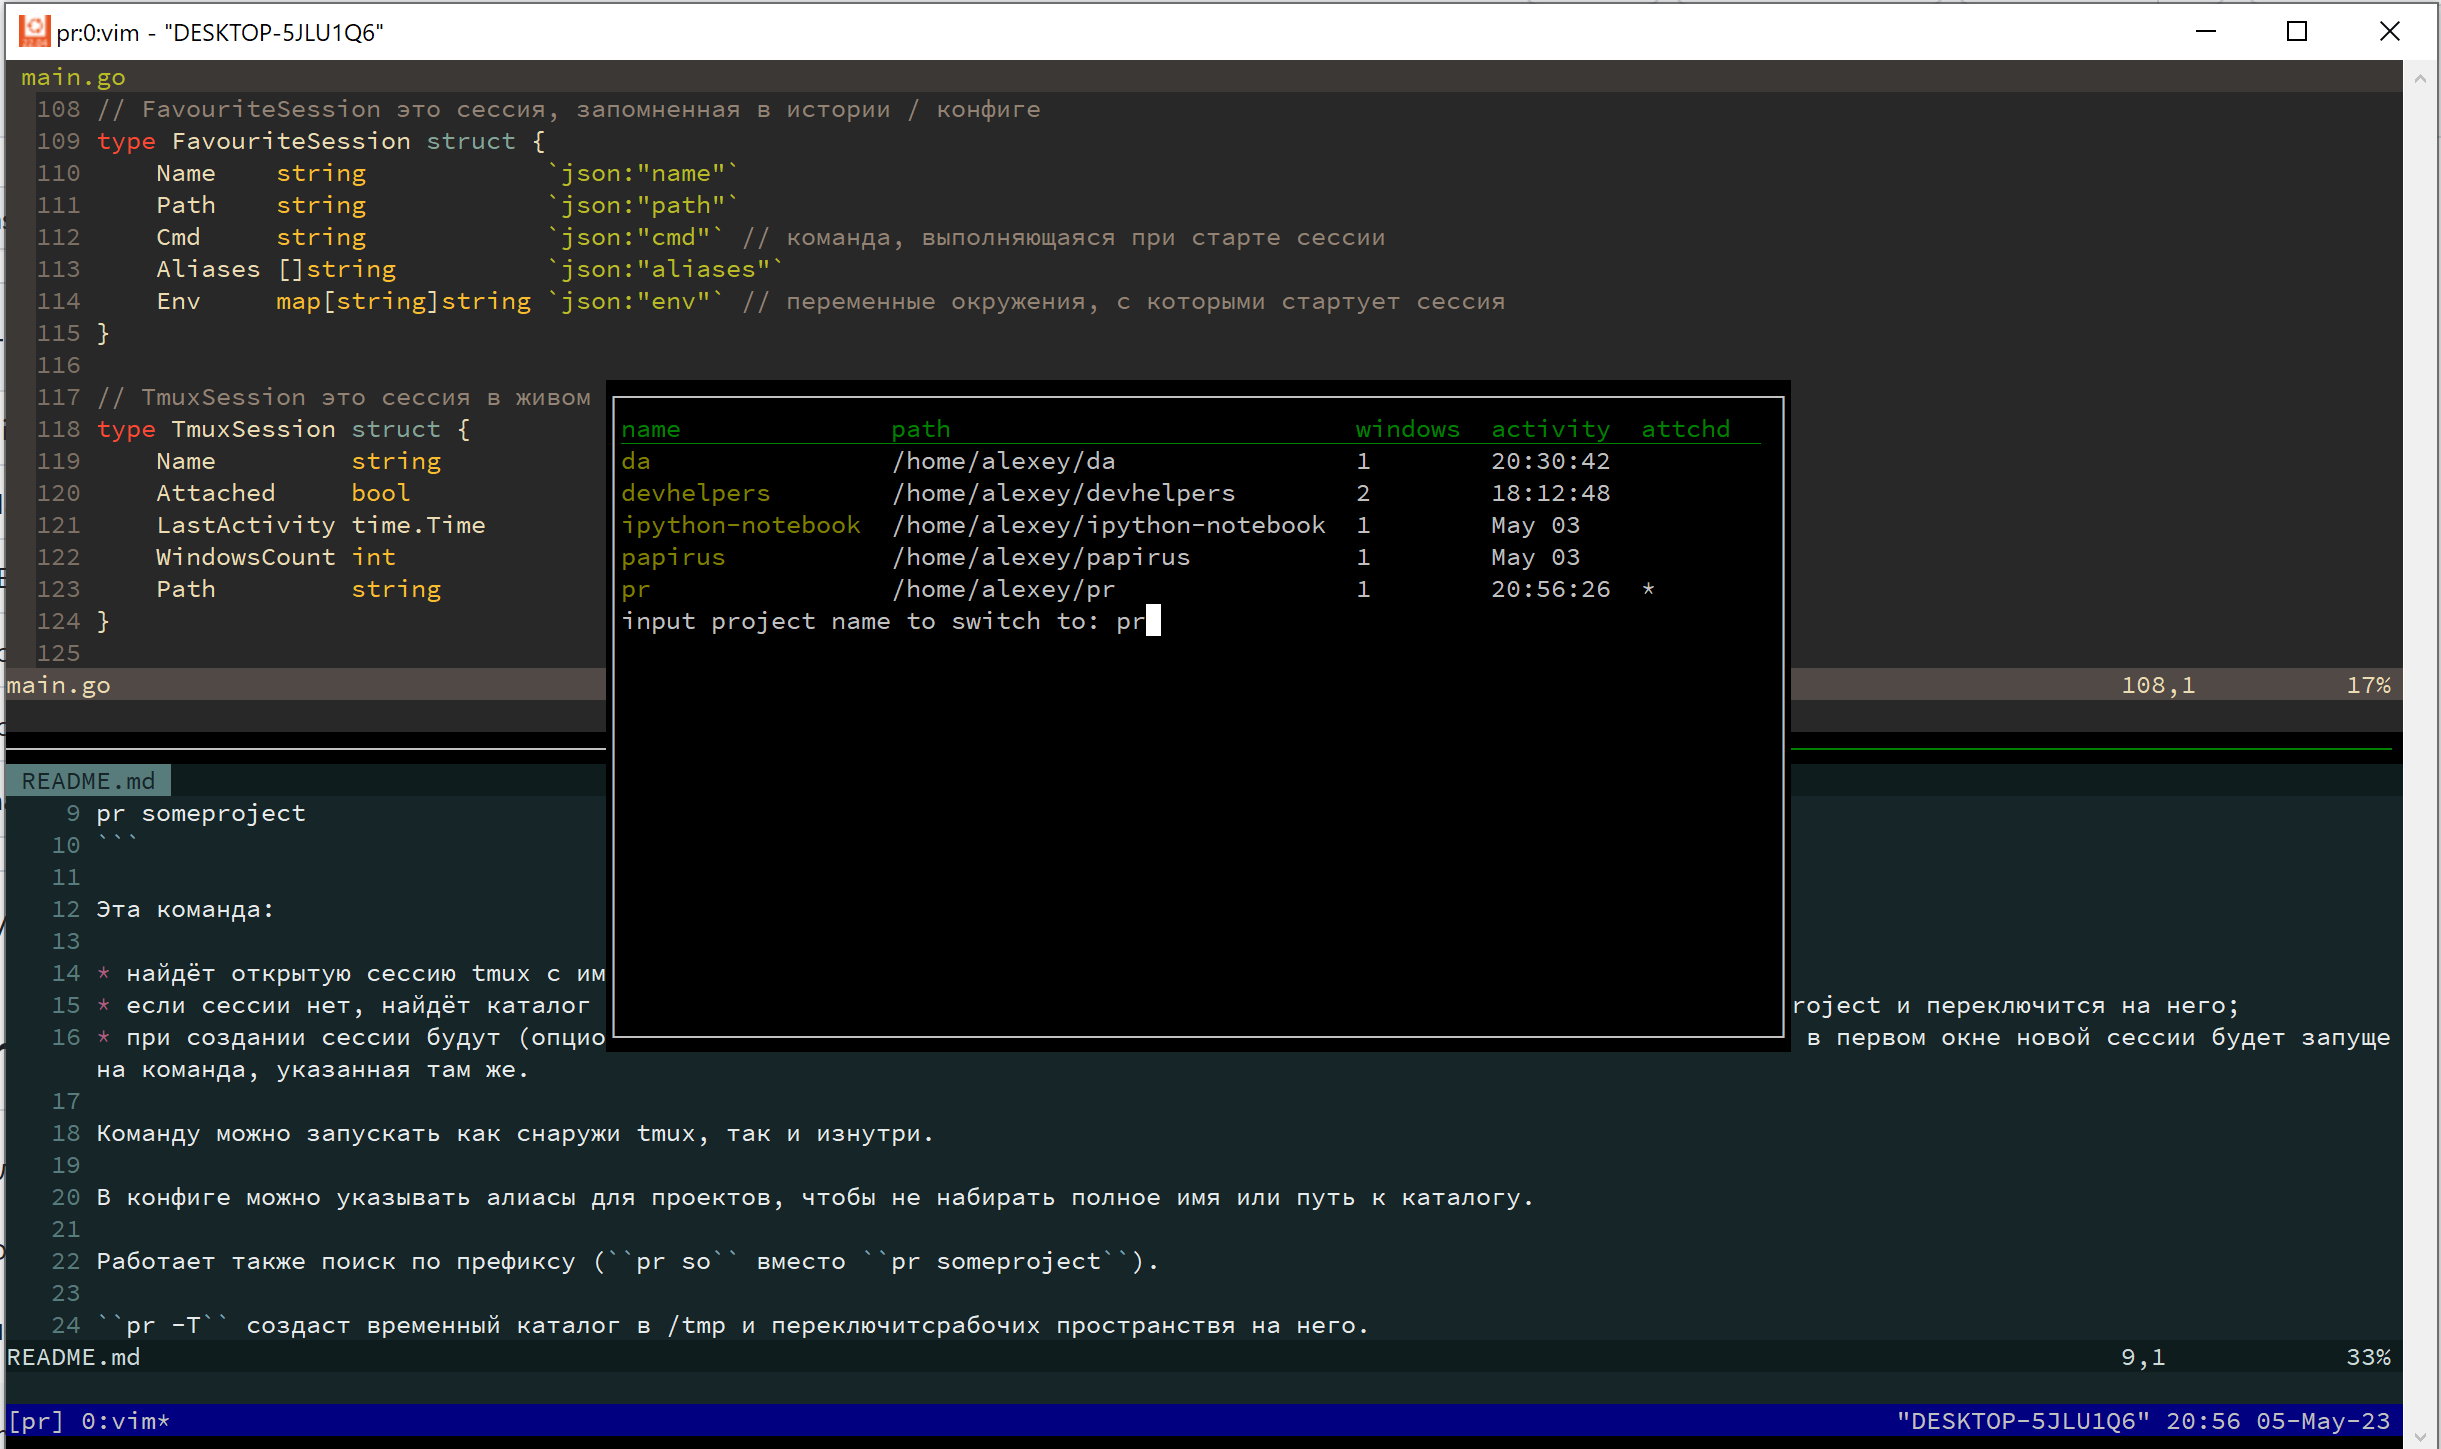 pr:0:vim - "DESKTOP-5JLU1Q6"
main.go
108 // FavouriteSession это сессия, запомненная в истории / конфиге
109 type FavouriteSession struct {
110     Name    string            `json:"name"`
111     Path    string            `json:"path"`
112     Cmd     string            `json:"cmd"` // команда, выполняющаяся при старте сессии
113     Aliases []string          `json:"aliases"`
114     Env     map[string]string `json:"env"` // переменные окружения, с которыми стартует сессия
115 }
116
117 // TmuxSession это сессия в живом
118 type TmuxSession struct {
119     Name         string
120     Attached     bool
121     LastActivity time.Time
122     WindowsCount int
123     Path         string
124 }
125
main.go 108,1 17%
name path windows activity attchd
da /home/alexey/da 1 20:30:42
devhelpers /home/alexey/devhelpers 2 18:12:48
ipython-notebook /home/alexey/ipython-notebook 1 May 03
papirus /home/alexey/papirus 1 May 03
pr /home/alexey/pr 1 20:56:26 *
input project name to switch to: pr
README.md
9 pr someproject
10 ```
11
12 Эта команда:
13
14 * найдёт открытую сессию tmux с им
15 * если сессии нет, найдёт каталог roject и переключится на него;
16 * при создании сессии будут (опцио в первом окне новой сессии будет запуще
на команда, указанная там же.
17
18 Команду можно запускать как снаружи tmux, так и изнутри.
19
20 В конфиге можно указывать алиасы для проектов, чтобы не набирать полное имя или путь к каталогу.
21
22 Работает также поиск по префиксу (``pr so`` вместо ``pr someproject``).
23
24 ``pr -T`` создаст временный каталог в /tmp и переключитсрабочих пространствя на него.
README.md 9,1 33%
[pr] 0:vim* "DESKTOP-5JLU1Q6" 20:56 05-May-23